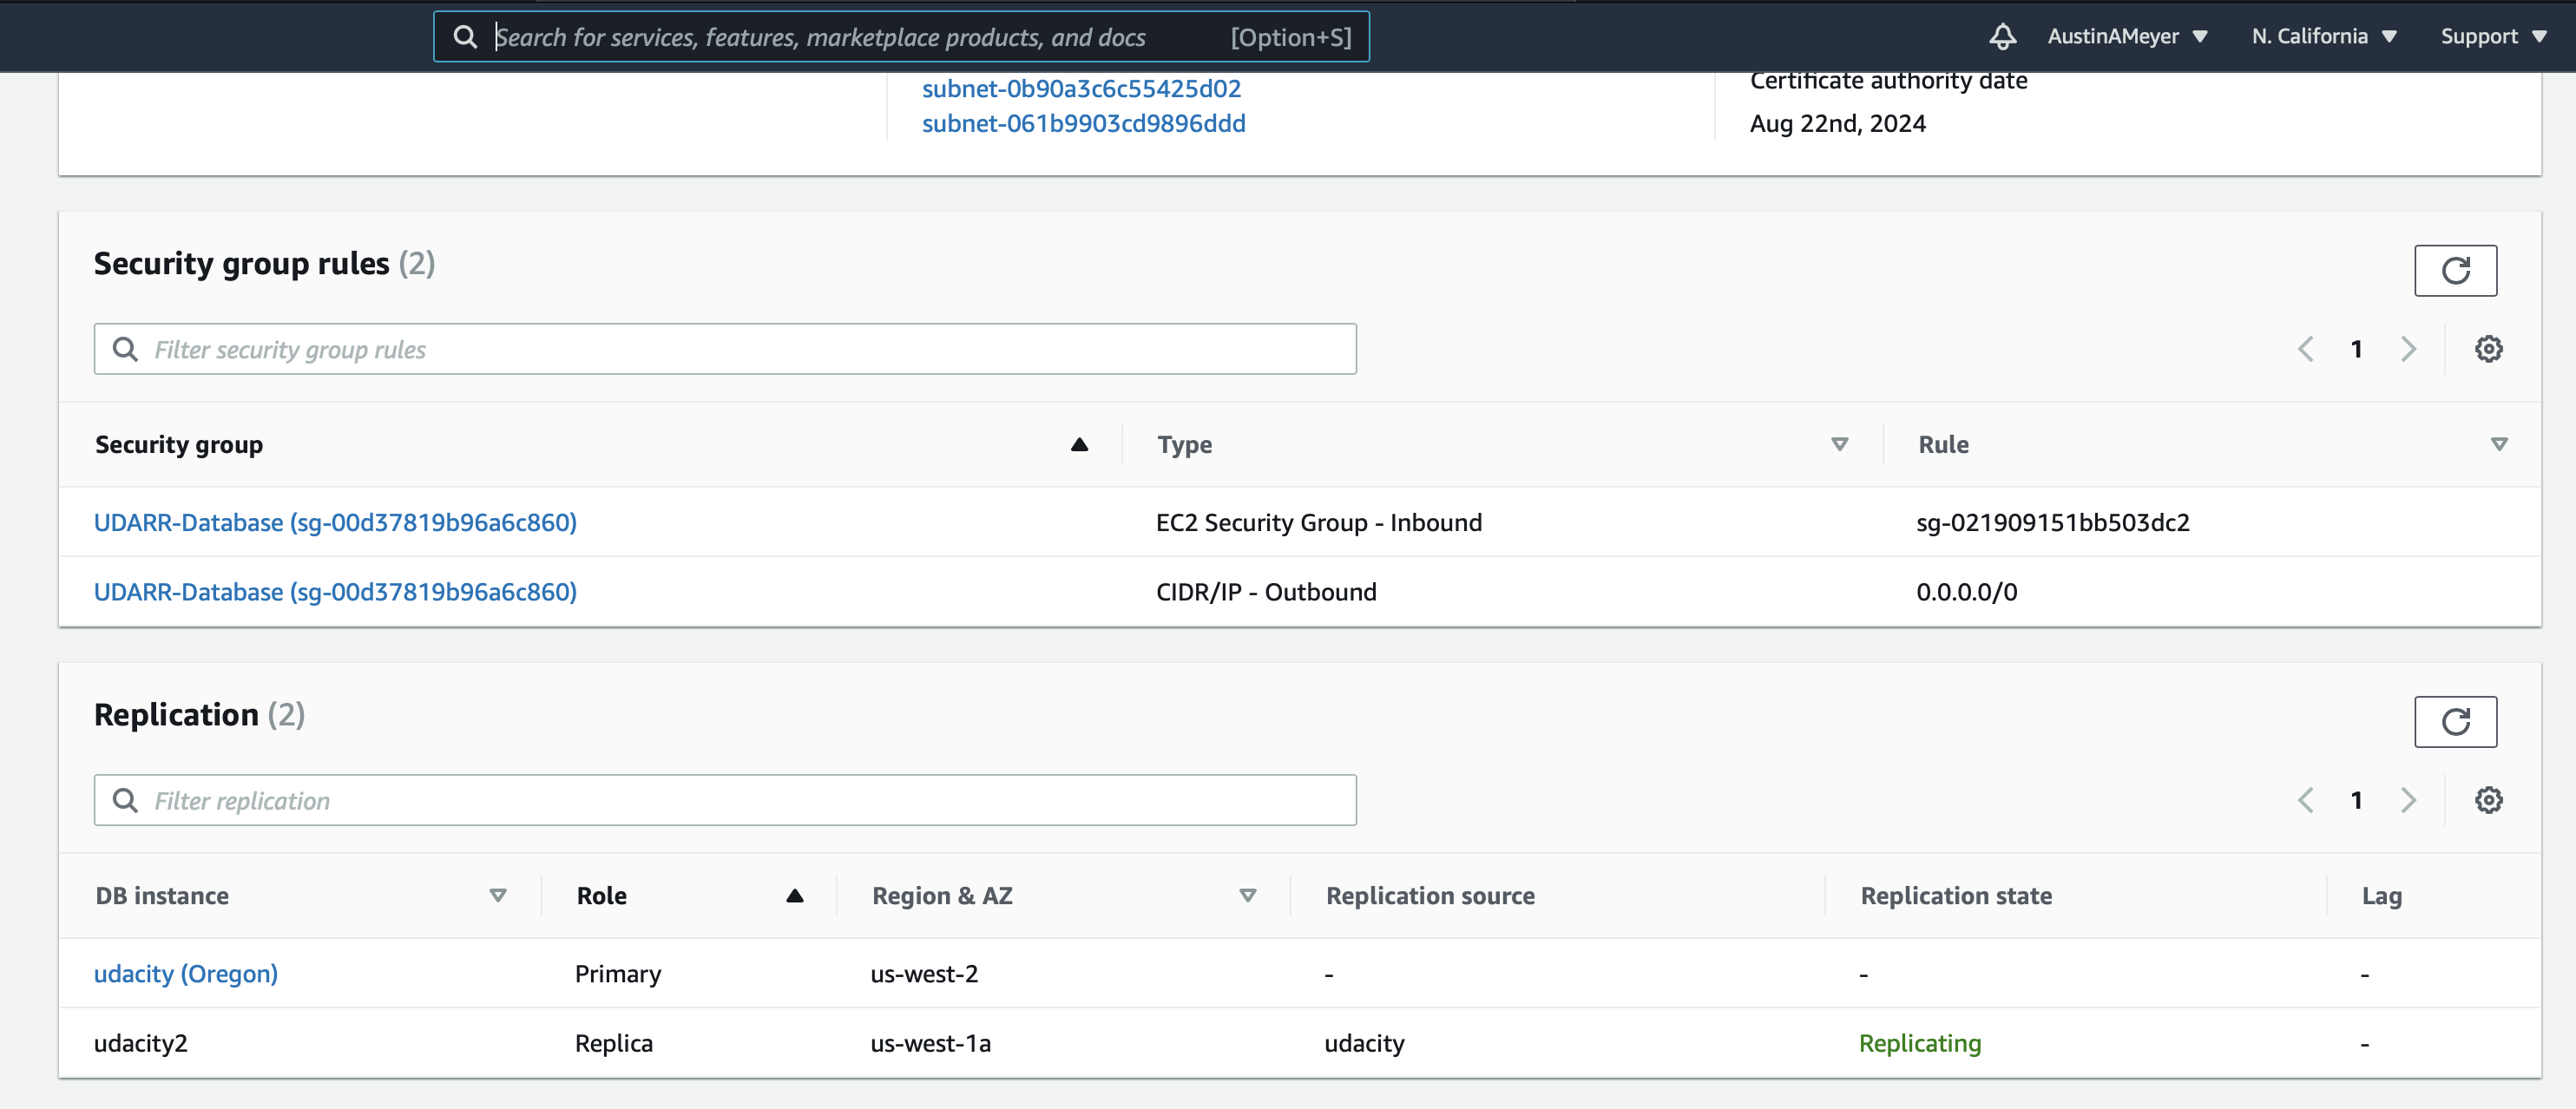 Search for services, features, marketplace products, and docs [Option+S] AustinAMeyer N. California Support
subnet-0b90a3c6c55425d02
subnet-061b9903cd9896ddd
Certificate authority date
Aug 22nd, 2024
Security group rules (2)
Filter security group rules
1
Security group Type Rule
UDARR-Database (sg-00d37819b96a6c860) EC2 Security Group - Inbound sg-021909151bb503dc2
UDARR-Database (sg-00d37819b96a6c860) CIDR/IP - Outbound 0.0.0.0/0
Replication (2)
Filter replication
1
DB instance Role Region & AZ Replication source Replication state Lag
udacity (Oregon) Primary us-west-2 - - -
udacity2 Replica us-west-1a udacity Replicating -